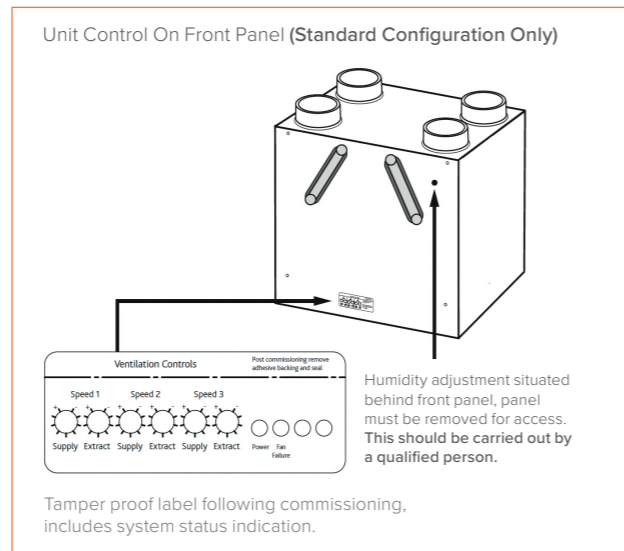 Unit Control On Front Panel (Standard Configuration Only)
Ventilation Controls
Post commissioning remove
adhesive backing and seal
Speed 1 Speed 2 Speed 3
+ - + - + - + - + - + -
Supply Extract Supply Extract Supply Extract
Power Fan
Failure
Humidity adjustment situated
behind front panel, panel
must be removed for access.
This should be carried out by
a qualified person.
Tamper proof label following commissioning,
includes system status indication.